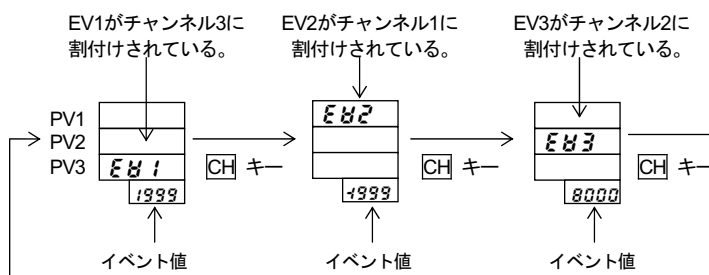 EV1がチャンネル3に
割付けされている。
EV2がチャンネル1に
割付けされている。
EV3がチャンネル2に
割付けされている。
PV1
PV2
PV3
EV1
1999
CH キー
EV2
-1999
CH キー
EV3
8000
CH キー
イベント値
イベント値
イベント値